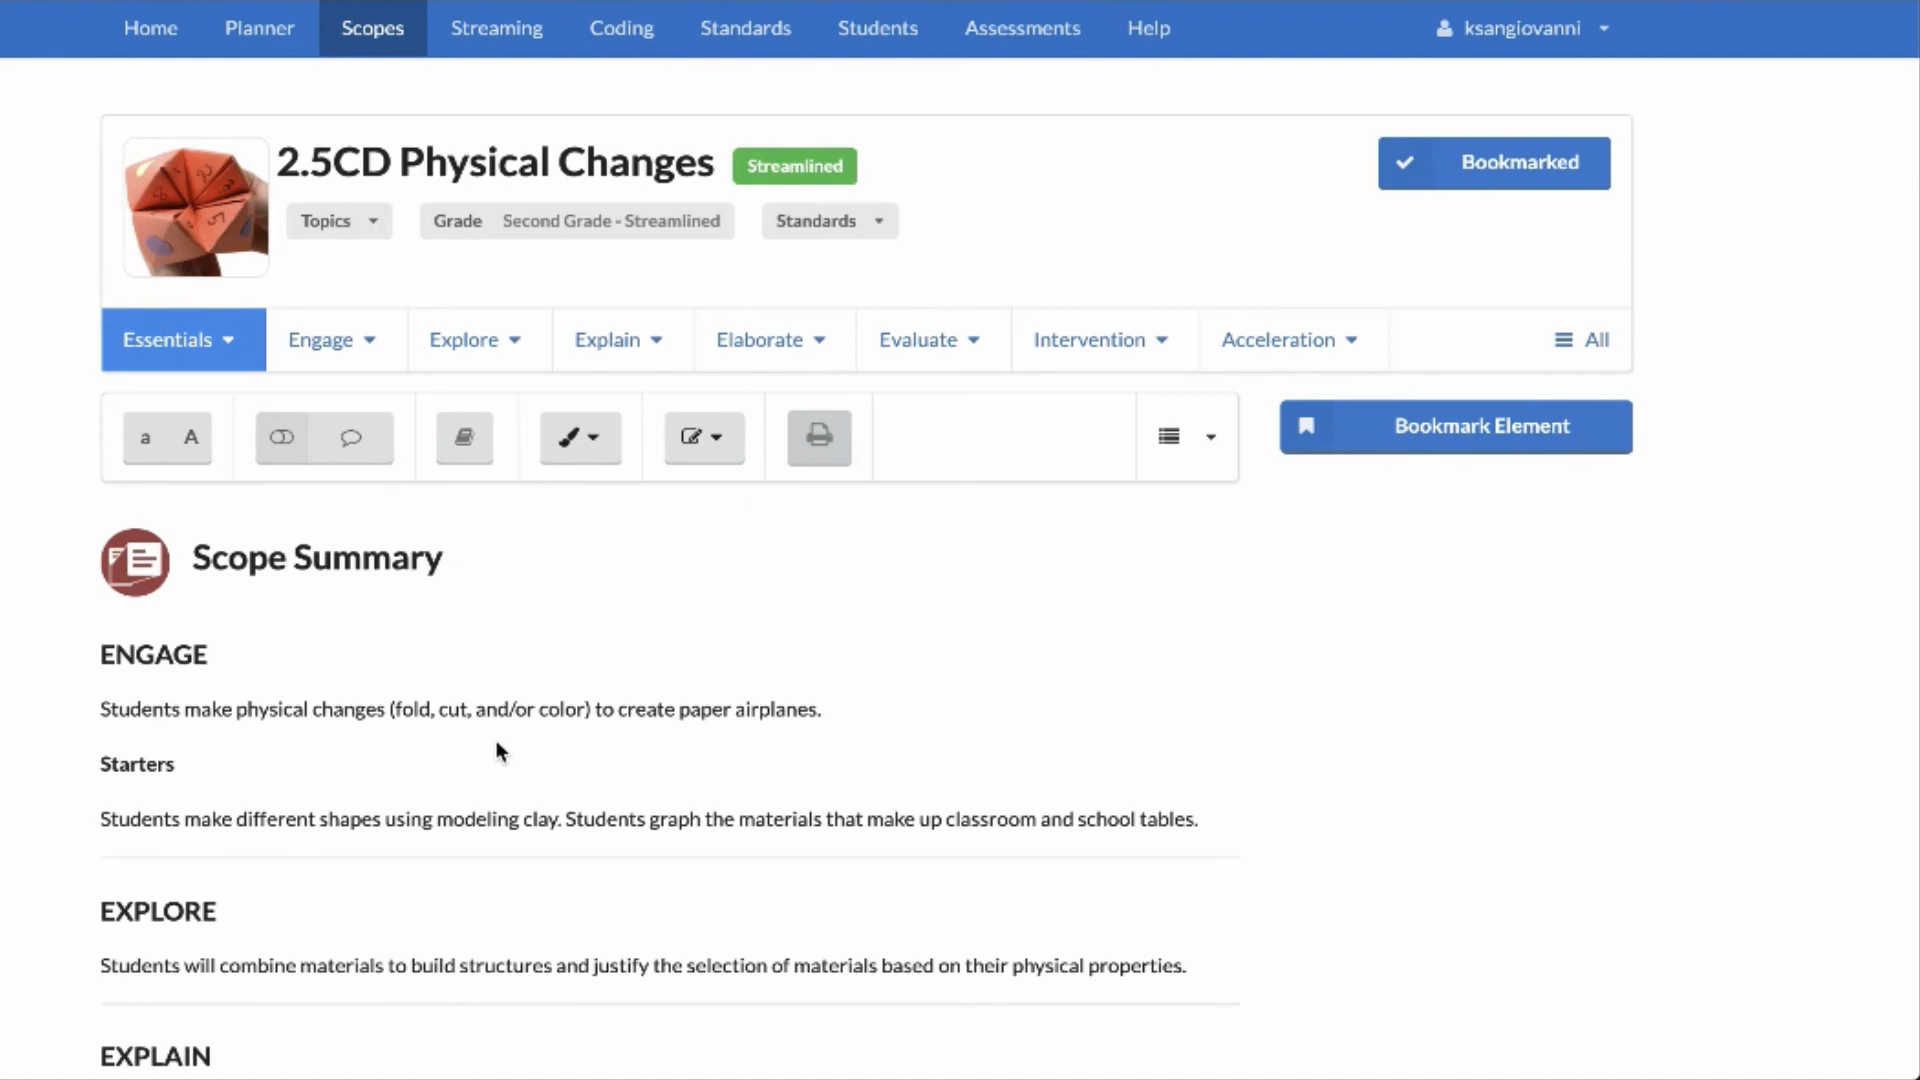 Home Planner Scopes Streaming Coding Standards Students Assessments Help ksangiovanni
2.5CD Physical Changes Streamlined
Bookmarked
Topics Grade Second Grade - Streamlined Standards
Essentials Engage Explore Explain Elaborate Evaluate Intervention Acceleration All
a A
Bookmark Element
Scope Summary
ENGAGE
Students make physical changes (fold, cut, and/or color) to create paper airplanes.
Starters
Students make different shapes using modeling clay. Students graph the materials that make up classroom and school tables.
EXPLORE
Students will combine materials to build structures and justify the selection of materials based on their physical properties.
EXPLAIN